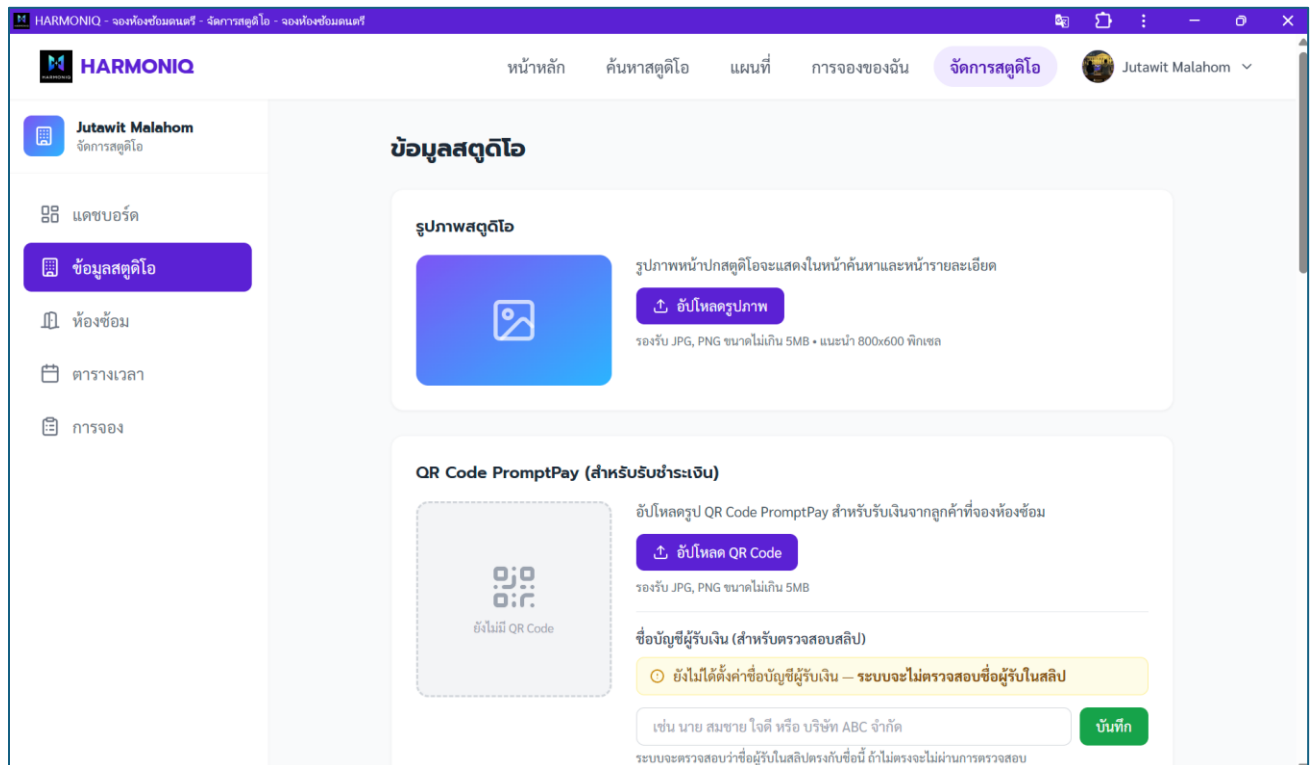 HARMONIQ - จองห้องซ้อมดนตรี - จัดการสตูดิโอ - จองห้องซ้อมดนตรี
HARMONIQ
HARMONIQ
หน้าหลัก
ค้นหาสตูดิโอ
แผนที่
การจองของฉัน
จัดการสตูดิโอ
Jutawit Malahom
Jutawit Malahom
จัดการสตูดิโอ
แดชบอร์ด
ข้อมูลสตูดิโอ
ห้องซ้อม
ตารางเวลา
การจอง
ข้อมูลสตูดิโอ
รูปภาพสตูดิโอ
รูปภาพหน้าปกสตูดิโอจะแสดงในหน้าค้นหาและหน้ารายละเอียด
อัปโหลดรูปภาพ
รองรับ JPG, PNG ขนาดไม่เกิน 5MB • แนะนำ 800x600 พิกเซล
QR Code PromptPay (สำหรับรับชำระเงิน)
ยังไม่มี QR Code
อัปโหลดรูป QR Code PromptPay สำหรับรับเงินจากลูกค้าที่จองห้องซ้อม
อัปโหลด QR Code
รองรับ JPG, PNG ขนาดไม่เกิน 5MB
ชื่อบัญชีผู้รับเงิน (สำหรับตรวจสอบสลิป)
ยังไม่ได้ตั้งค่าชื่อบัญชีผู้รับเงิน — ระบบจะไม่ตรวจสอบชื่อผู้รับในสลิป
เช่น นาย สมชาย ใจดี หรือ บริษัท ABC จำกัด
บันทึก
ระบบจะตรวจสอบว่าชื่อผู้รับในสลิปตรงกับชื่อนี้ ถ้าไม่ตรงจะไม่ผ่านการตรวจสอบ